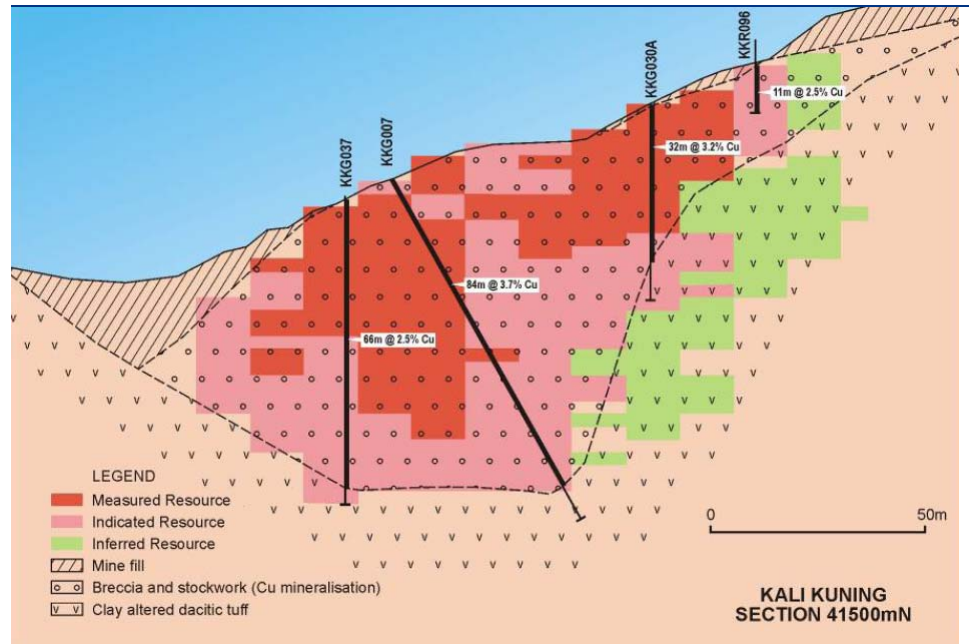 KKR096
KKG030A
11m @ 2.5% Cu
KKG007
32m @ 3.2% Cu
KKG037
84m @ 3.7% Cu
66m @ 2.5% Cu
LEGEND
Measured Resource
Indicated Resource
Inferred Resource
Mine fill
Breccia and stockwork (Cu mineralisation)
Clay altered dacitic tuff
0 50m
KALI KUNING
SECTION 41500mN